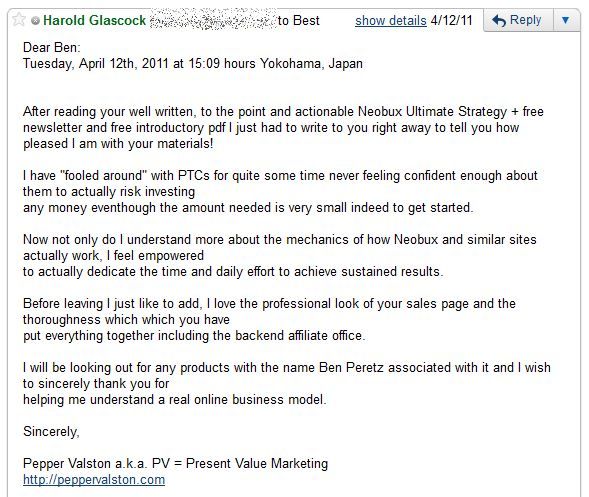 Harold Glascock to Best show details 4/12/11 Reply
Dear Ben:
Tuesday, April 12th, 2011 at 15:09 hours Yokohama, Japan
After reading your well written, to the point and actionable Neobux Ultimate Strategy + free
newsletter and free introductory pdf I just had to write to you right away to tell you how
pleased I am with your materials!
I have "fooled around" with PTCs for quite some time never feeling confident enough about
them to actually risk investing
any money eventhough the amount needed is very small indeed to get started.
Now not only do I understand more about the mechanics of how Neobux and similar sites
actually work, I feel empowered
to actually dedicate the time and daily effort to achieve sustained results.
Before leaving I just like to add, I love the professional look of your sales page and the
thoroughness which which you have
put everything together including the backend affiliate office.
I will be looking out for any products with the name Ben Peretz associated with it and I wish
to sincerely thank you for
helping me understand a real online business model.
Sincerely,
Pepper Valston a.k.a. PV = Present Value Marketing
http://peppervalston.com